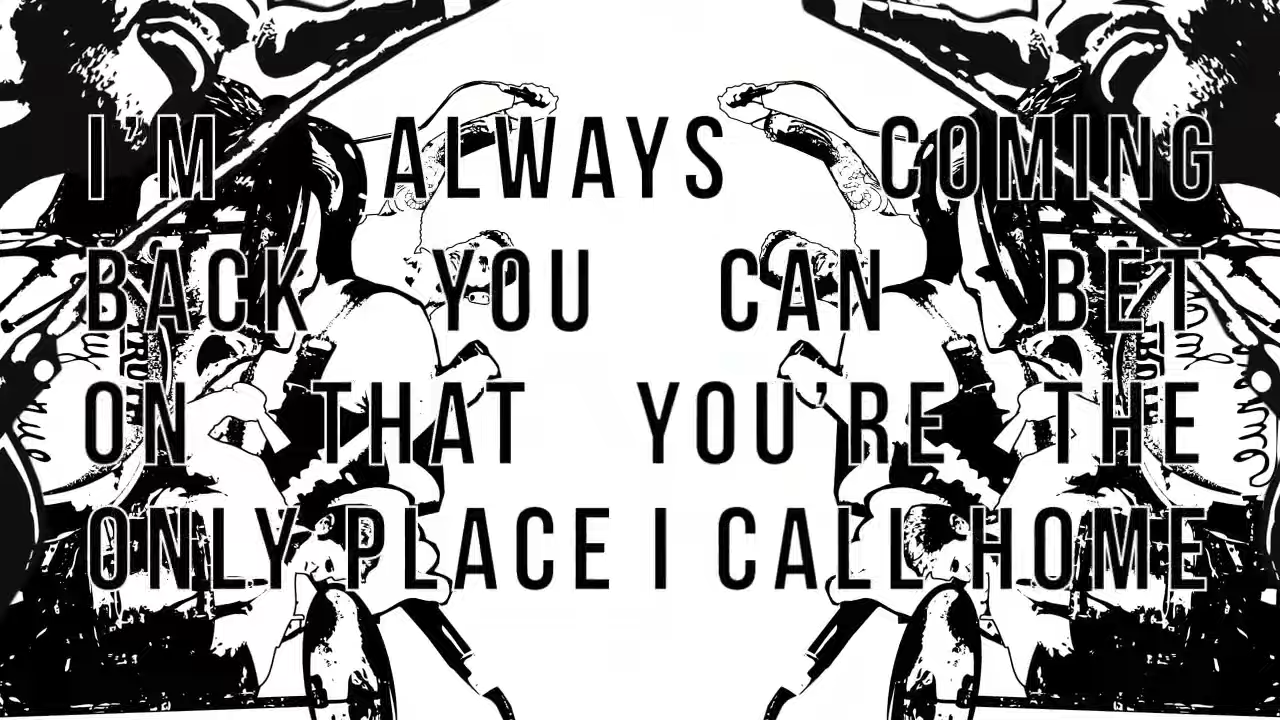 I'M ALWAYS COMING
BACK YOU CAN BET
ON THAT YOU'RE THE
ONLY PLACE I CALL HOME